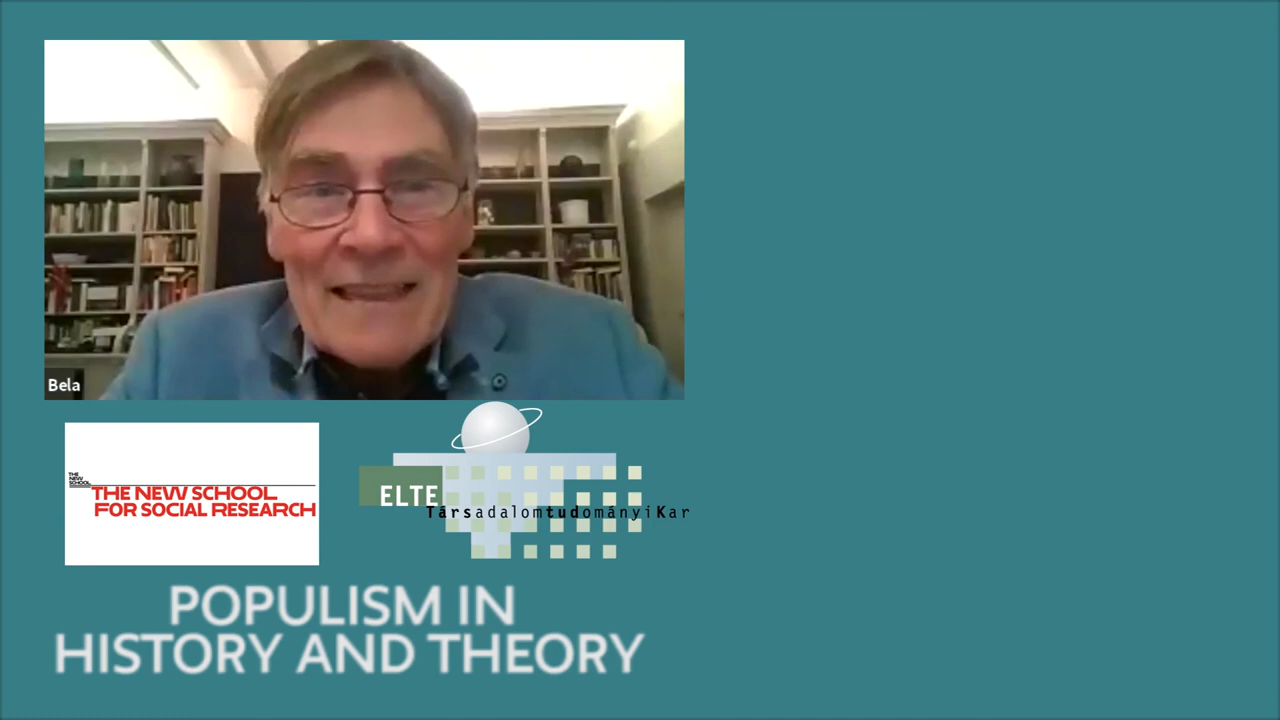 Bela
THE
NEW
SCHOOL
THE NEW SCHOOL
FOR SOCIAL RESEARCH
ELTE
TársadalomtudományiKar
POPULISM IN
HISTORY AND THEORY